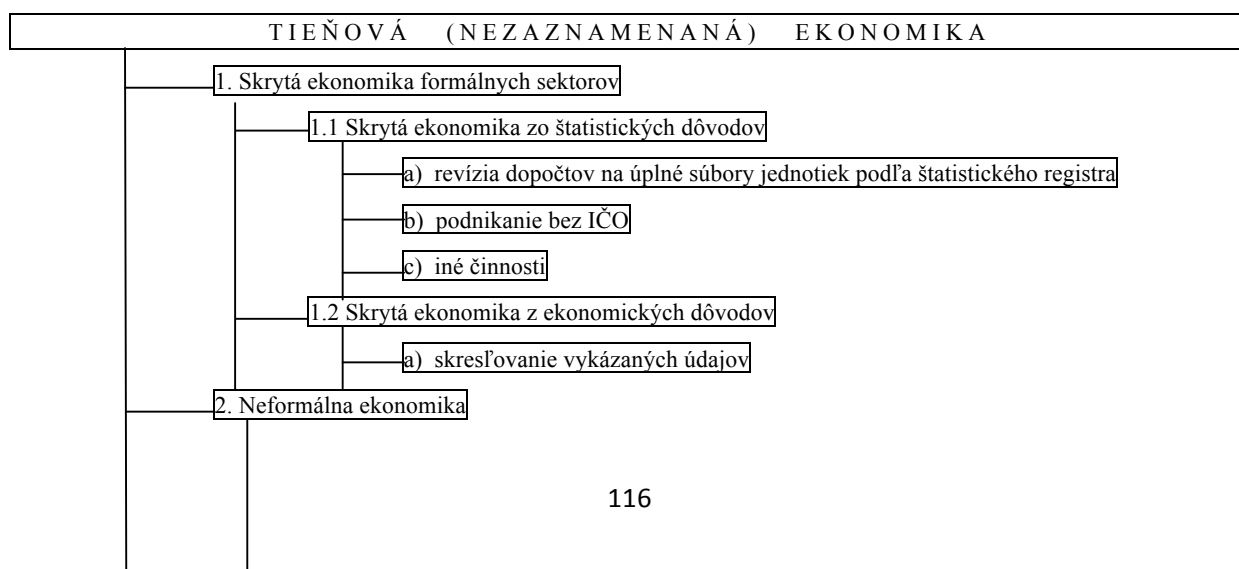 TIEŇOVÁ (NEZAZNAMENANÁ) EKONOMIKA
1. Skrytá ekonomika formálnych sektorov
1.1 Skrytá ekonomika zo štatistických dôvodov
a) revízia dopočtov na úplné súbory jednotiek podľa štatistického registra
b) podnikanie bez IČO
c) iné činnosti
1.2 Skrytá ekonomika z ekonomických dôvodov
a) skresľovanie vykázaných údajov
2. Neformálna ekonomika
116